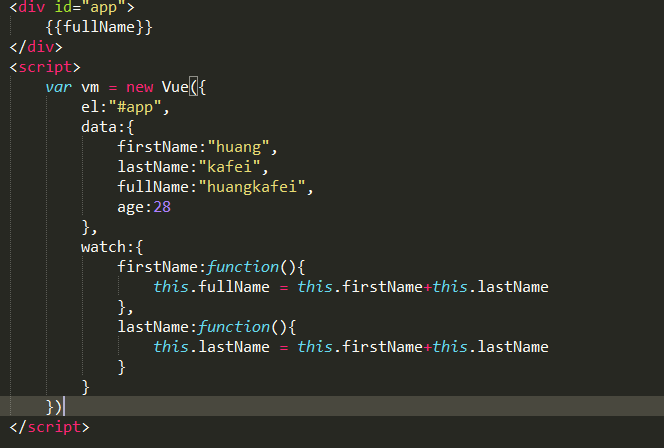 <div id="app">
    {{fullName}}
</div>
<script>
    var vm = new Vue({
        el:"#app",
        data:{
            firstName:"huang",
            lastName:"kafei",
            fullName:"huangkafei",
            age:28
        },
        watch:{
            firstName:function(){
                this.fullName = this.firstName+this.lastName
            },
            lastName:function(){
                this.lastName = this.firstName+this.lastName
            }
        }
    })
</script>